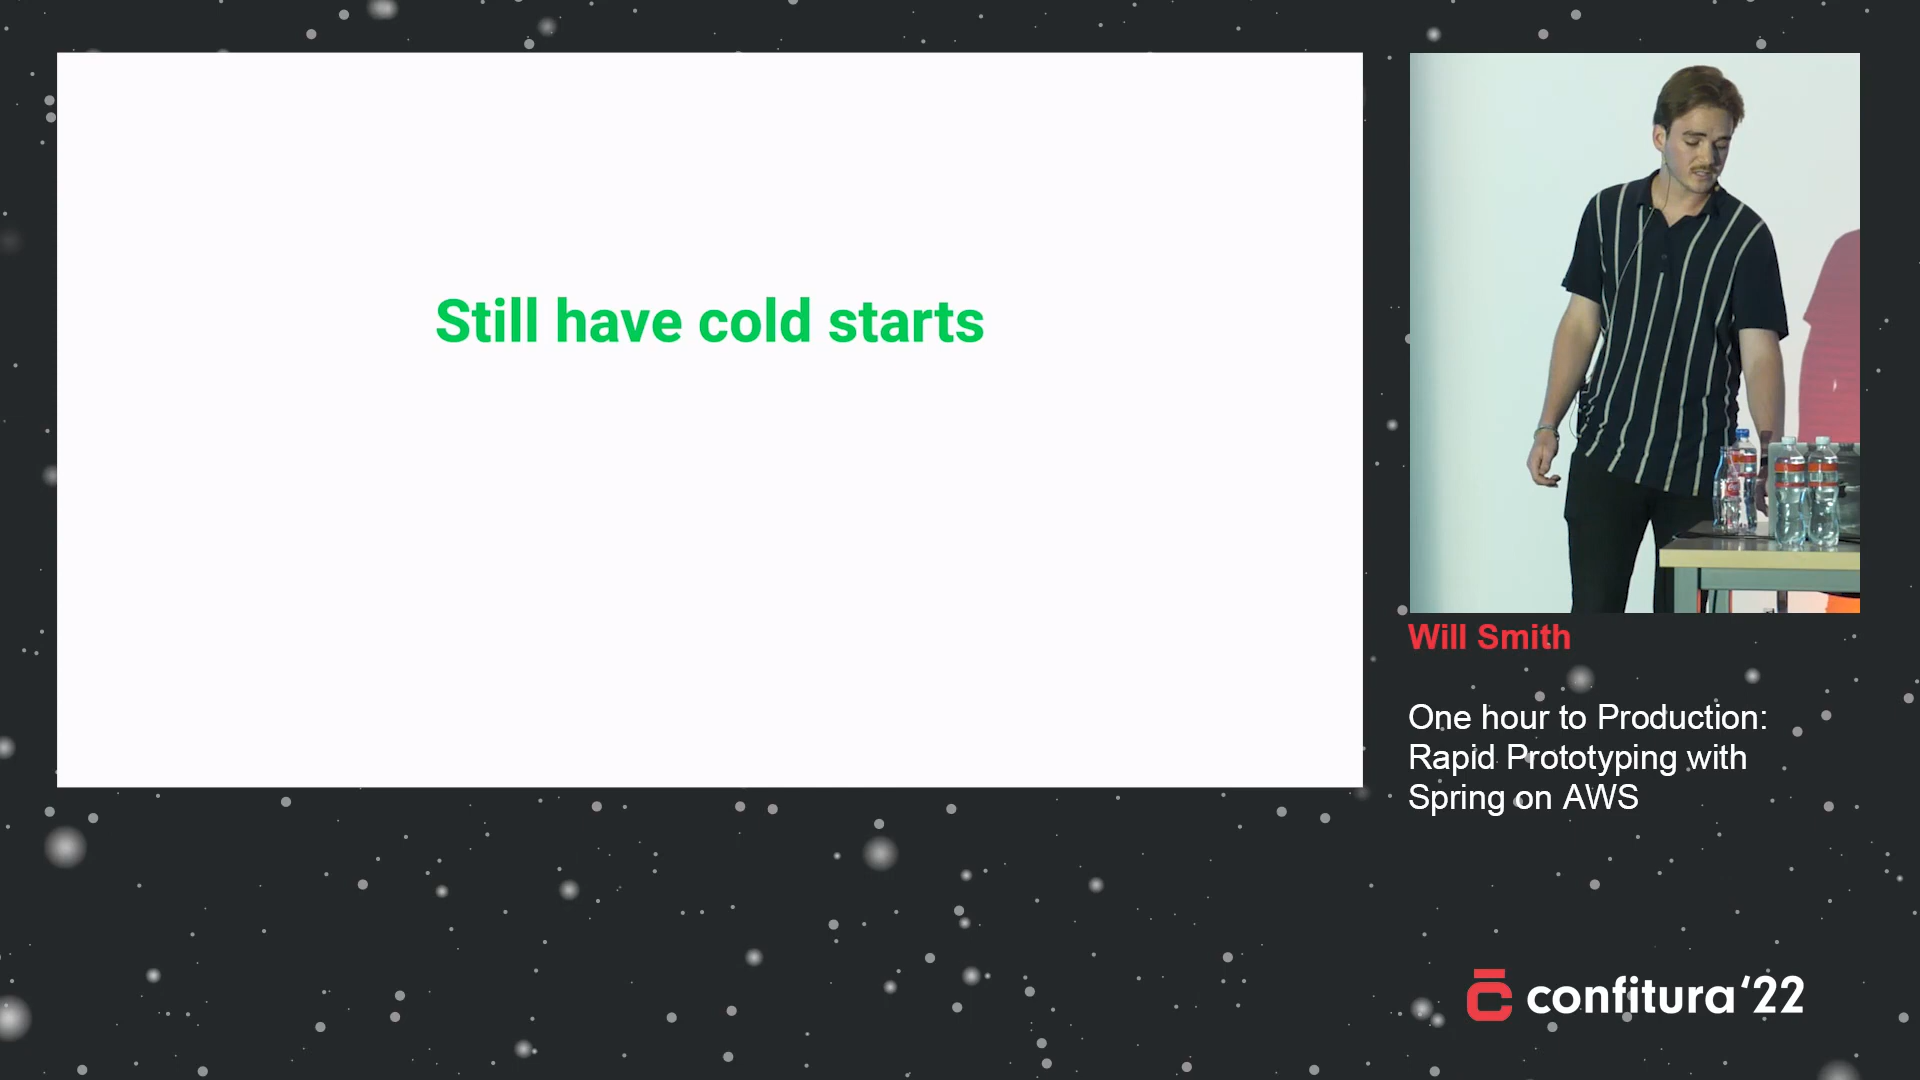 Still have cold starts
Will Smith
One hour to Production:
Rapid Prototyping with
Spring on AWS
confitura '22